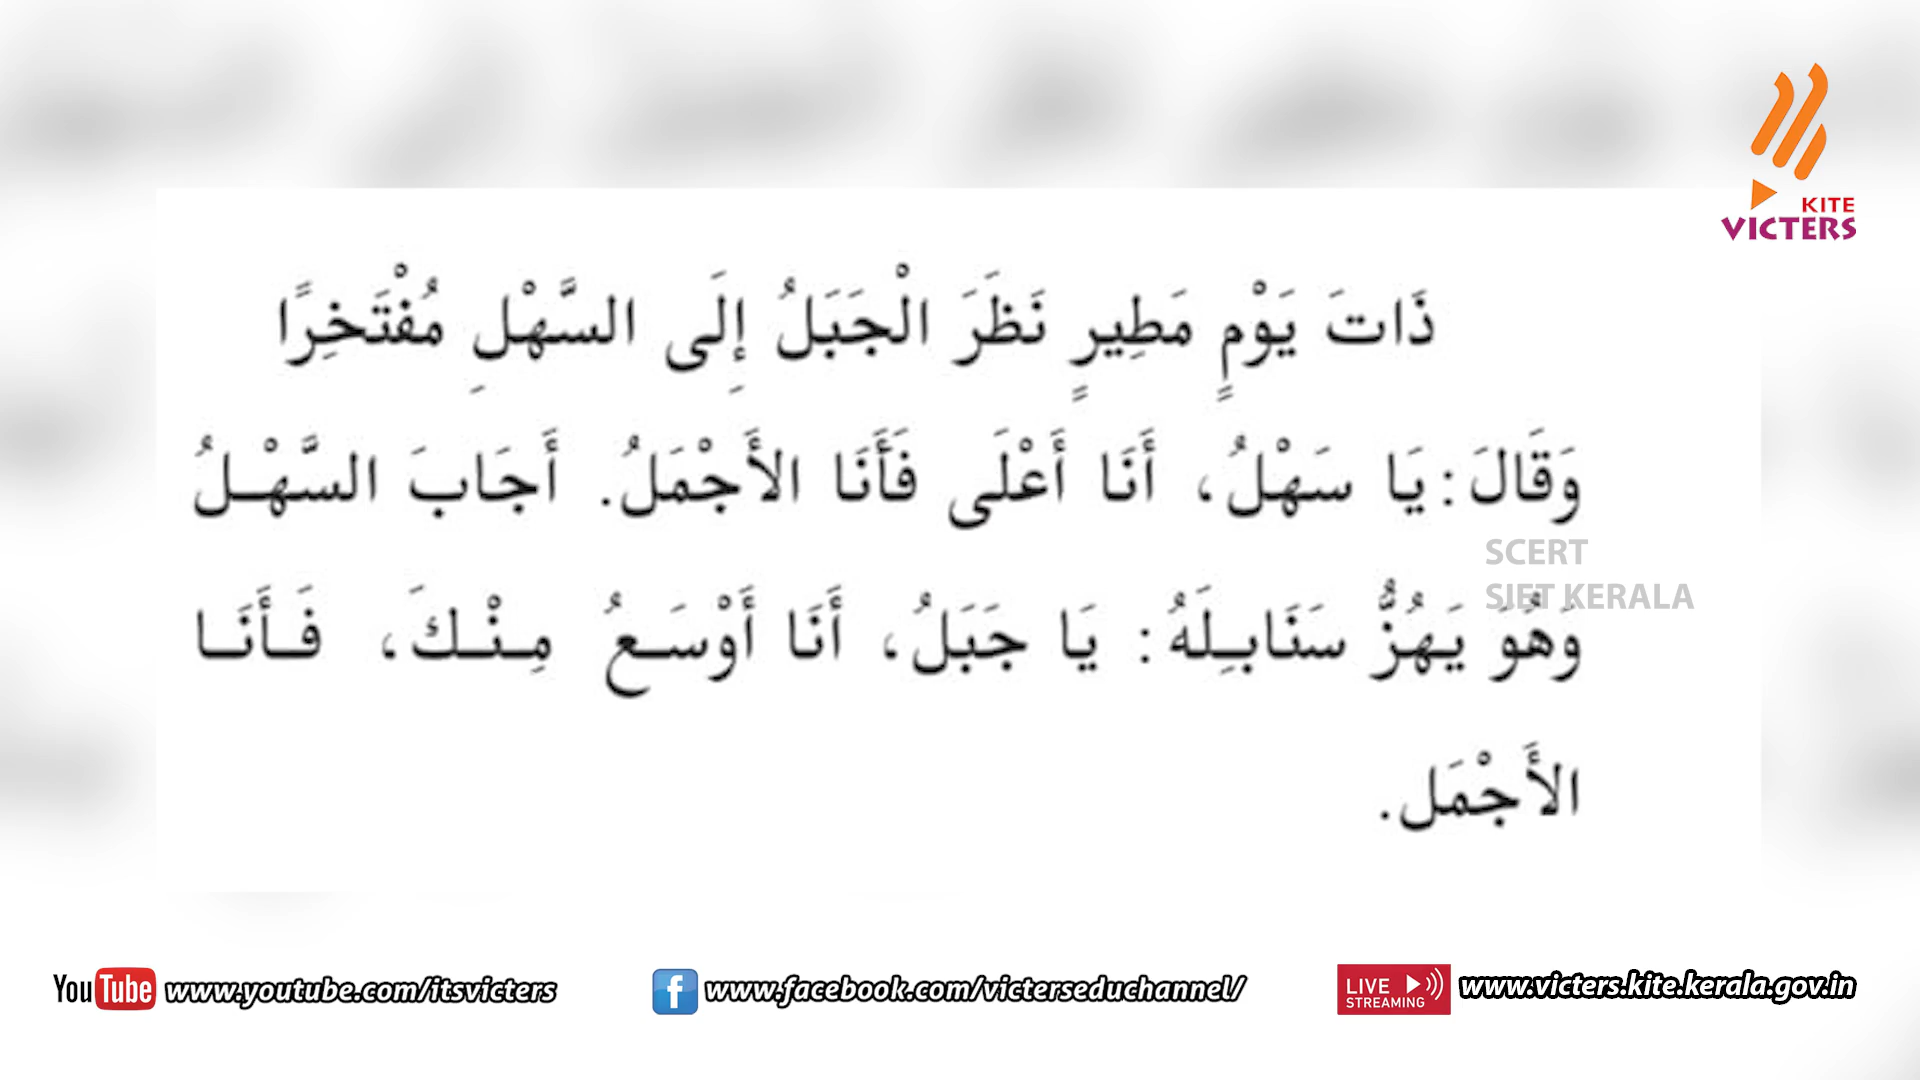 KITE
VICTERS
ذَاتَ يَوْمٍ مَطِيرٍ نَظَرَ الْجَبَلُ إِلَى السَّهْلِ مُفْتَخِرًا
وَقَالَ: يَا سَهْلُ، أَنَا أَعْلَى فَأَنَا الأَجْمَلُ. أَجَابَ السَّهْلُ
SCERT
SIET KERALA
وَهُوَ يَهُزُّ سَنَابِلَهُ: يَا جَبَلُ، أَنَا أَوْسَعُ مِنْكَ، فَأَنَا
الأَجْمَل.
YouTube www.youtube.com/itsvicters
f www.facebook.com/victerseduchannel/
LIVE STREAMING www.victers.kite.kerala.gov.in